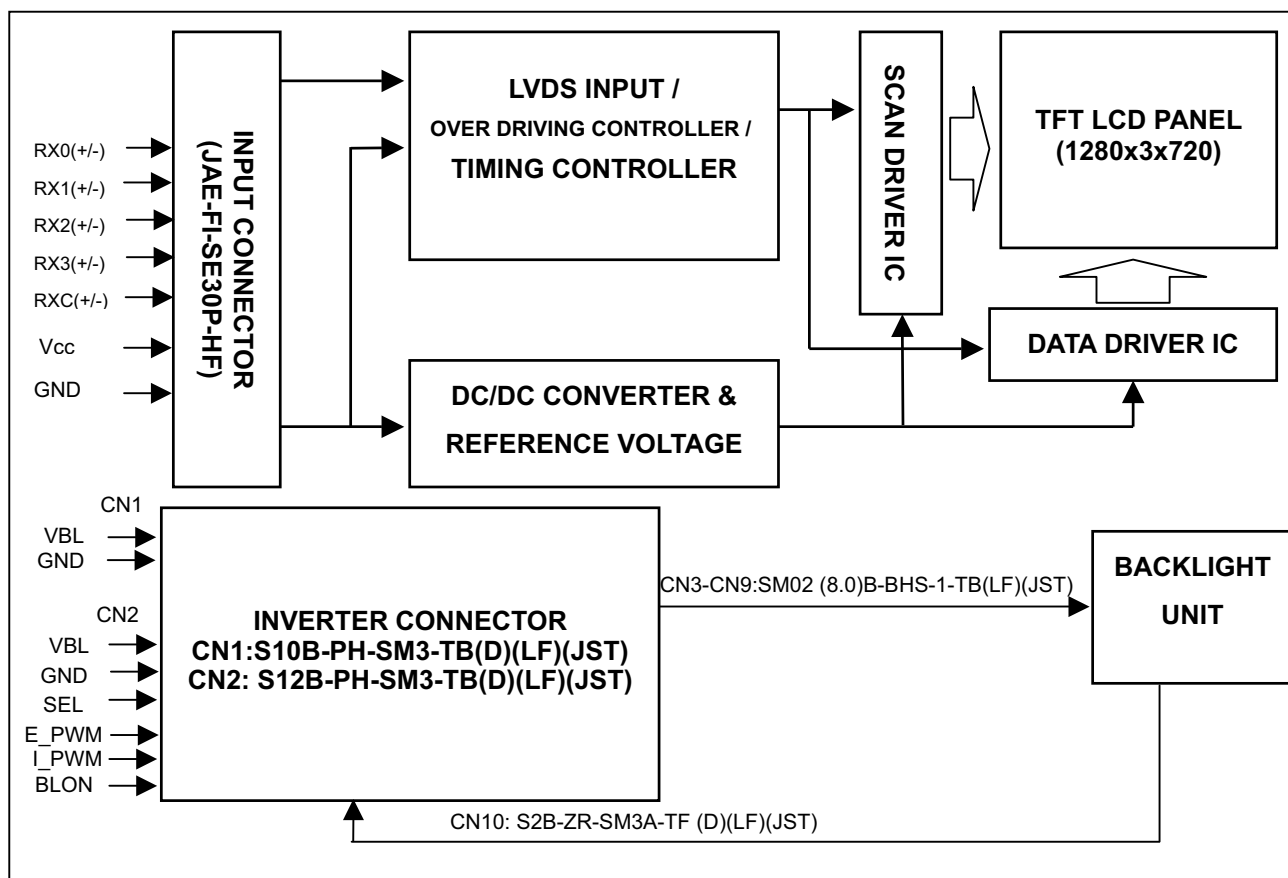 RX0(+/-)
RX1(+/-)
RX2(+/-)
RX3(+/-)
RXC(+/-)
Vcc
GND
INPUT CONNECTOR
(JAE-FI-SE30P-HF)
LVDS INPUT /
OVER DRIVING CONTROLLER /
TIMING CONTROLLER
SCAN DRIVER IC
TFT LCD PANEL
(1280x3x720)
DATA DRIVER IC
DC/DC CONVERTER &
REFERENCE VOLTAGE
CN1
VBL
GND
CN2
VBL
GND
SEL
E_PWM
I_PWM
BLON
INVERTER CONNECTOR
CN1:S10B-PH-SM3-TB(D)(LF)(JST)
CN2: S12B-PH-SM3-TB(D)(LF)(JST)
CN3-CN9:SM02 (8.0)B-BHS-1-TB(LF)(JST)
BACKLIGHT
UNIT
CN10: S2B-ZR-SM3A-TF (D)(LF)(JST)